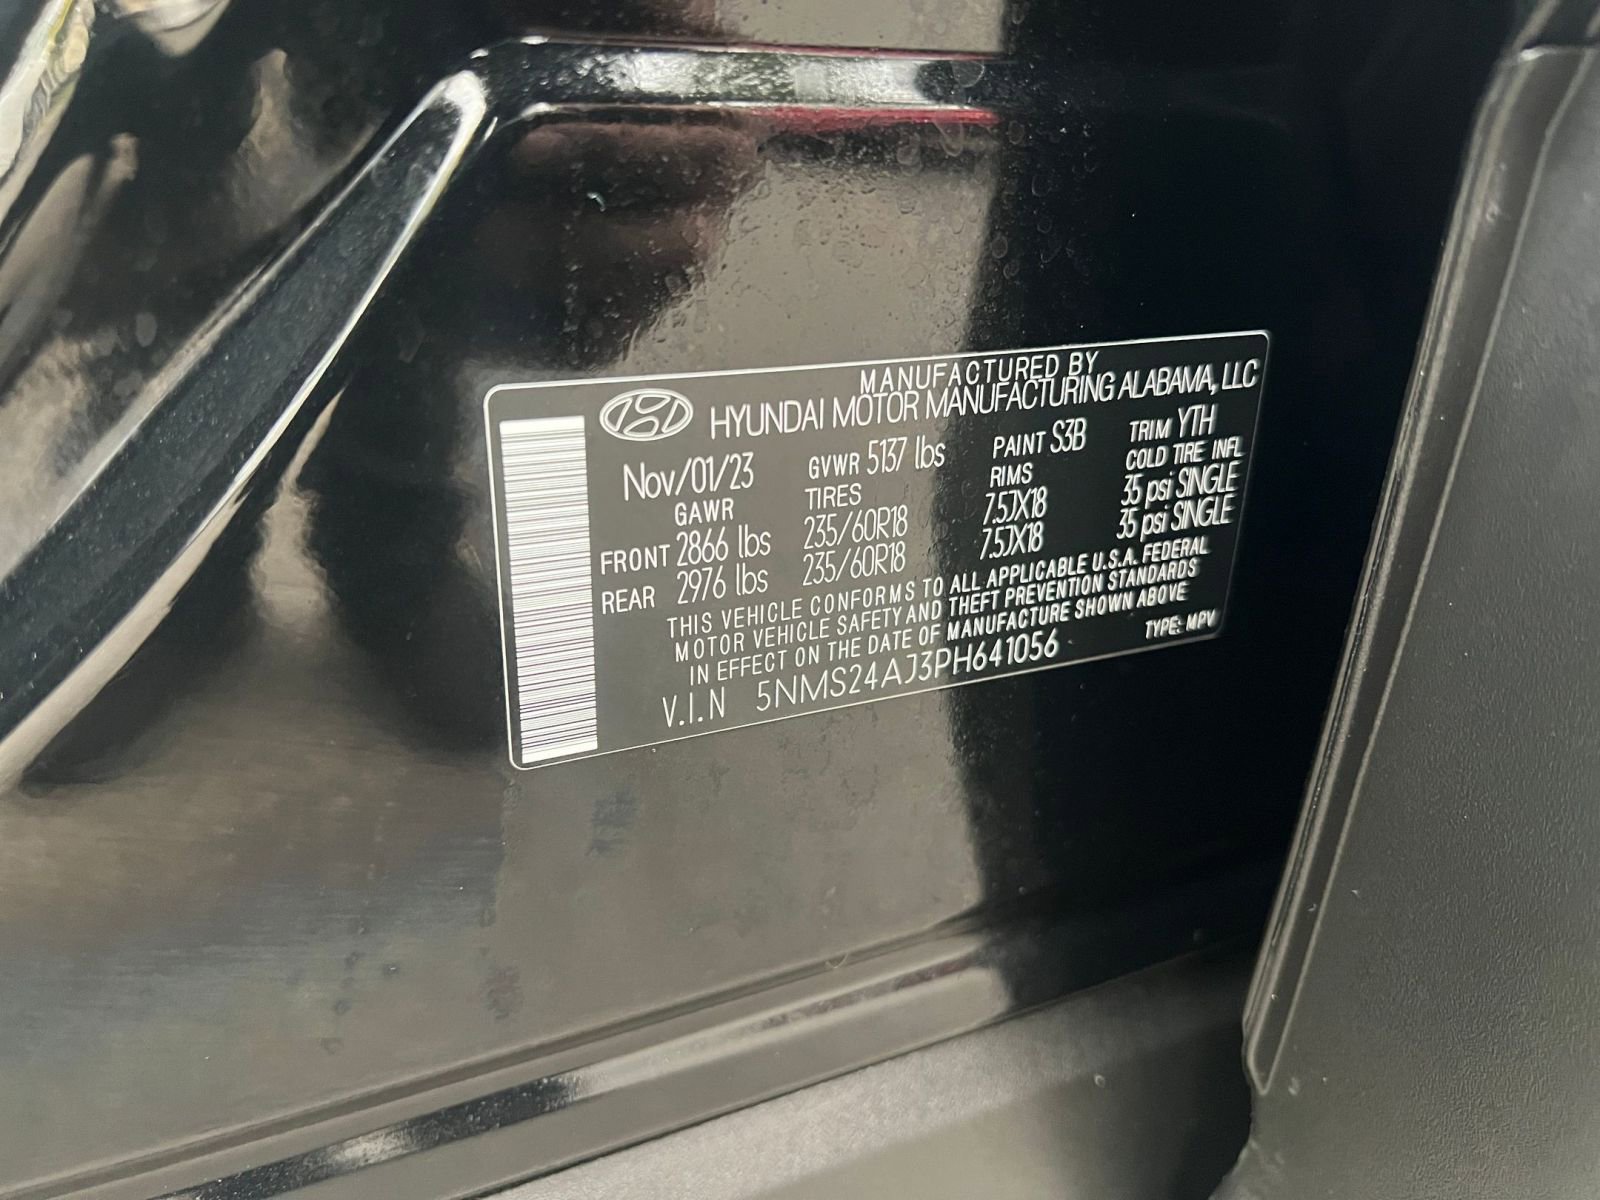 MANUFACTURED BY
HYUNDAI MOTOR MANUFACTURING ALABAMA, LLC
Nov/01/23 GVWR 5137 lbs PAINT S3B TRIM YTH
GAWR TIRES RIMS COLD TIRE INFL
FRONT 2866 lbs 235/60R18 7.5JX18 35 psi SINGLE
REAR 2976 lbs 235/60R18 7.5JX18 35 psi SINGLE
THIS VEHICLE CONFORMS TO ALL APPLICABLE U.S.A. FEDERAL
MOTOR VEHICLE SAFETY AND THEFT PREVENTION STANDARDS
IN EFFECT ON THE DATE OF MANUFACTURE SHOWN ABOVE
V.I.N 5NMS24AJ3PH641056 TYPE: MPV